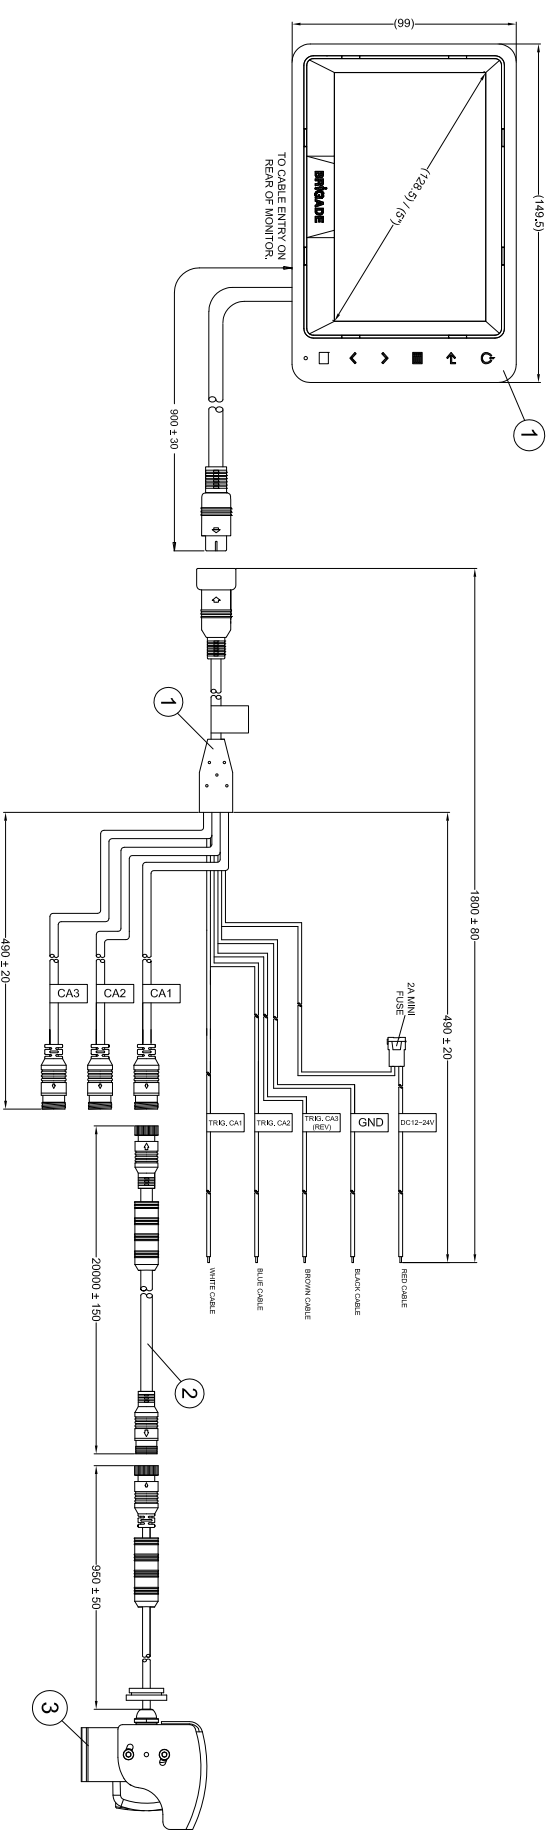 (99)
(149.5)
(128.5) / (5")
BRIGADE
TO CABLE ENTRY ON
REAR OF MONITOR.
1
900 ± 30
1
1800 ± 80
490 ± 20
490 ± 20
2A MINI
FUSE
CA3
CA2
CA1
TRIG. CA1
TRIG. CA2
TRIG. CA3
(REV)
GND
DC12~24V
WHITE CABLE
BLUE CABLE
BROWN CABLE
BLACK CABLE
RED CABLE
20000 ± 150
2
950 ± 50
3